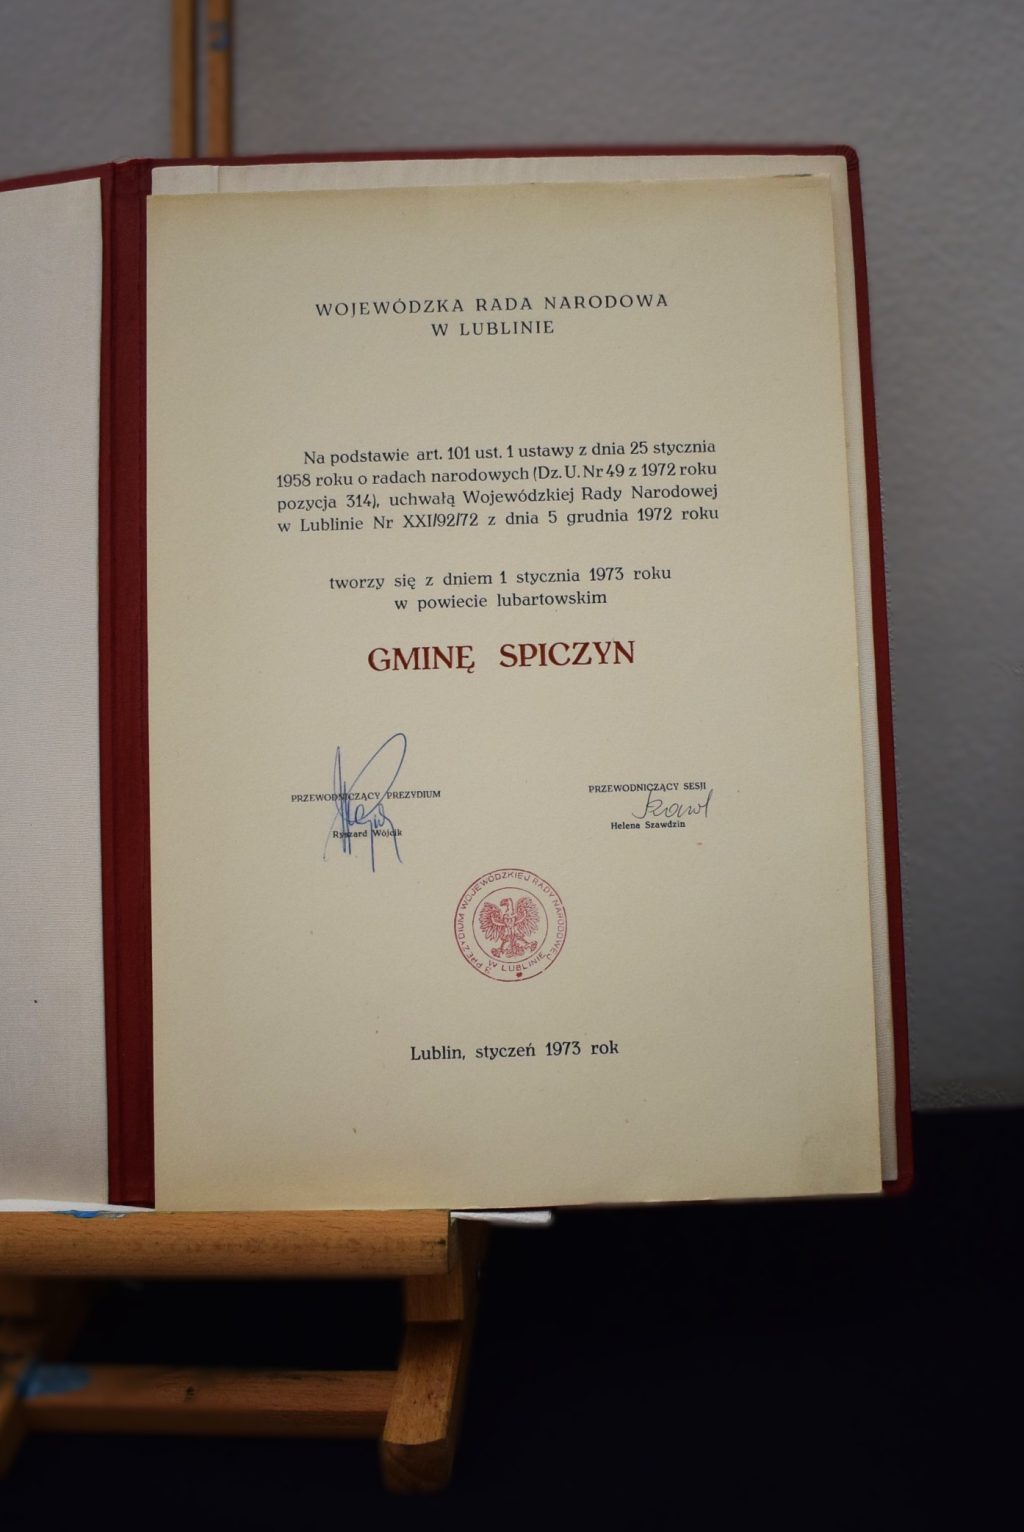 WOJEWÓDZKA RADA NARODOWA
W LUBLINIE
Na podstawie art. 101 ust. 1 ustawy z dnia 25 stycznia
1958 roku o radach narodowych (Dz. U. Nr 49 z 1972 roku
pozycja 314), uchwałą Wojewódzkiej Rady Narodowej
w Lublinie Nr XXI/92/72 z dnia 5 grudnia 1972 roku
tworzy się z dniem 1 stycznia 1973 roku
w powiecie lubartowskim
GMINĘ SPICZYN
PRZEWODNICZĄCY PREZYDIUM
Ryszard Wójcik
PRZEWODNICZĄCY SESJI
Helena Szawdzin
PREZYDIUM WOJEWÓDZKIEJ RADY NARODOWEJ
W LUBLINIE
Lublin, styczeń 1973 rok